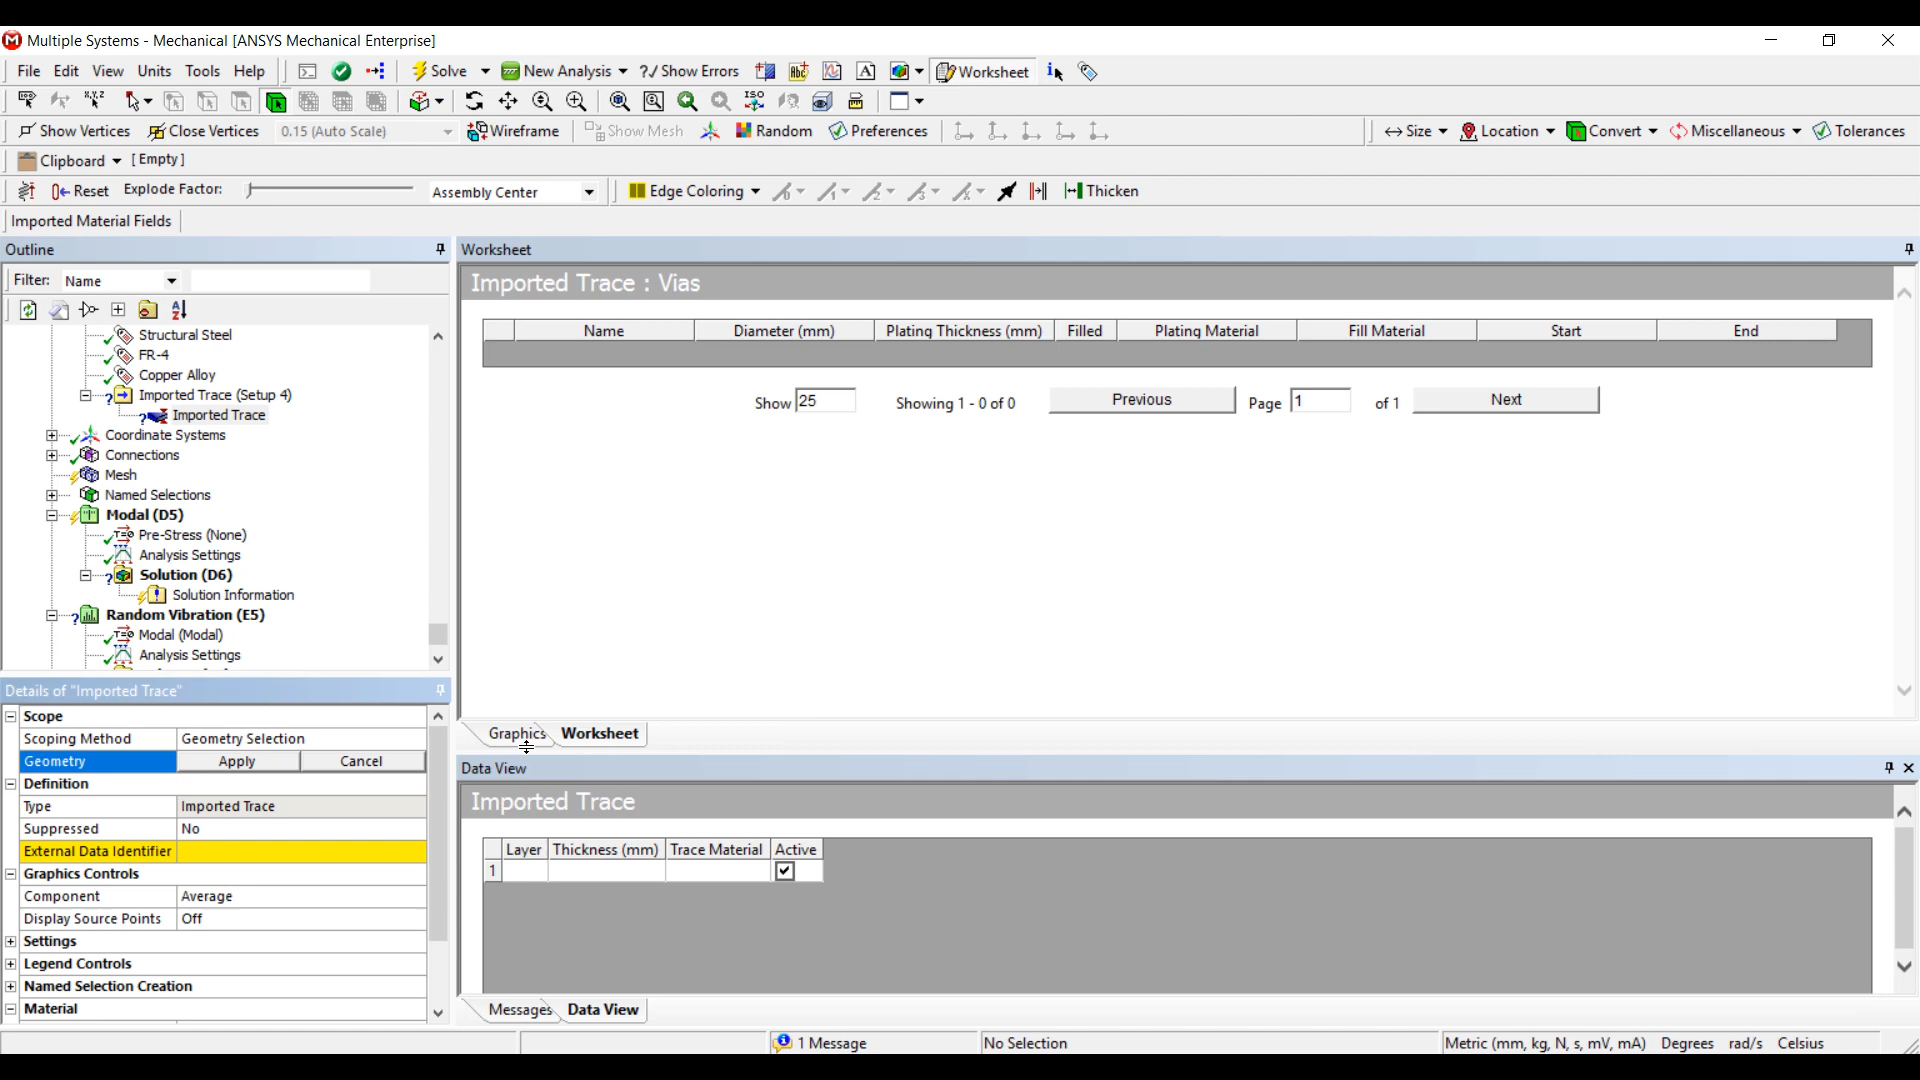 Multiple Systems - Mechanical [ANSYS Mechanical Enterprise]
File Edit View Units Tools Help Solve New Analysis ?/ Show Errors Worksheet
Show Vertices Close Vertices 0.15 (Auto Scale) Wireframe Show Mesh Random Preferences Size Location Convert Miscellaneous Tolerances
Clipboard [ Empty ]
Reset Explode Factor: Assembly Center Edge Coloring Thicken
Imported Material Fields
Outline
Filter: Name
Structural Steel
FR-4
Copper Alloy
Imported Trace (Setup 4)
Imported Trace
Coordinate Systems
Connections
Mesh
Named Selections
Modal (D5)
Pre-Stress (None)
Analysis Settings
Solution (D6)
Solution Information
Random Vibration (E5)
Modal (Modal)
Analysis Settings
Details of "Imported Trace"
Scope
Scoping Method Geometry Selection
Geometry Apply Cancel
Definition
Type Imported Trace
Suppressed No
External Data Identifier
Graphics Controls
Component Average
Display Source Points Off
Settings
Legend Controls
Named Selection Creation
Material
Worksheet
Imported Trace : Vias
Name Diameter (mm) Plating Thickness (mm) Filled Plating Material Fill Material Start End
Show 25 Showing 1 - 0 of 0 Previous Page 1 of 1 Next
Graphics Worksheet
Data View
Imported Trace
Layer Thickness (mm) Trace Material Active
1
Messages Data View
1 Message No Selection Metric (mm, kg, N, s, mV, mA) Degrees rad/s Celsius